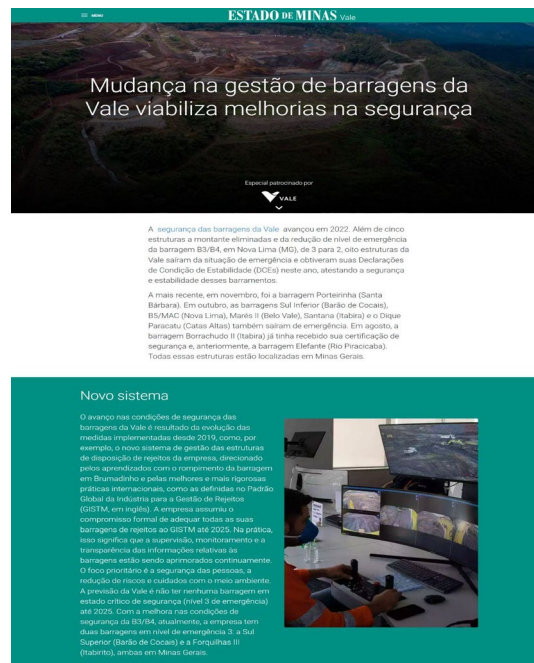 MENU
ESTADO DE MINAS Vale
Mudança na gestão de barragens da
Vale viabiliza melhorias na segurança
Especial patrocinado por
VALE
A segurança das barragens da Vale avançou em 2022. Além de cinco
estruturas a montante eliminadas e da redução de nível de emergência
da barragem B3/B4, em Nova Lima (MG), de 3 para 2, oito estruturas da
Vale saíram da situação de emergência e obtiveram suas Declarações
de Condição de Estabilidade (DCEs) neste ano, atestando a segurança
e estabilidade desses barramentos.
A mais recente, em novembro, foi a barragem Porteirinha (Santa
Bárbara). Em outubro, as barragens Sul Inferior (Barão de Cocais),
B5/MAC (Nova Lima), Marés II (Belo Vale), Santana (Itabira) e o Dique
Paracatu (Catas Altas) também saíram de emergência. Em agosto, a
barragem Borrachudo II (Itabira) já tinha recebido sua certificação de
segurança e, anteriormente, a barragem Elefante (Rio Piracicaba).
Todas essas estruturas estão localizadas em Minas Gerais.
Novo sistema
O avanço nas condições de segurança das
barragens da Vale é resultado da evolução das
medidas implementadas desde 2019, como, por
exemplo, o novo sistema de gestão das estruturas
de disposição de rejeitos da empresa, direcionado
pelos aprendizados com o rompimento da barragem
em Brumadinho e pelas melhores e mais rigorosas
práticas internacionais, como as definidas no Padrão
Global da Indústria para a Gestão de Rejeitos
(GISTM, em inglês). A empresa assumiu o
compromisso formal de adequar todas as suas
barragens de rejeitos ao GISTM até 2025. Na prática,
isso significa que a supervisão, monitoramento e a
transparência das informações relativas às
barragens estão sendo aprimorados continuamente.
O foco prioritário é a segurança das pessoas, a
redução de riscos e cuidados com o meio ambiente.
A previsão da Vale é não ter nenhuma barragem em
estado crítico de segurança (nível 3 de emergência)
até 2025. Com a melhora nas condições de
segurança da B3/B4, atualmente, a empresa tem
duas barragens em nível de emergência 3: a Sul
Superior (Barão de Cocais) e a Forquilhas III
(Itabirito), ambas em Minas Gerais.